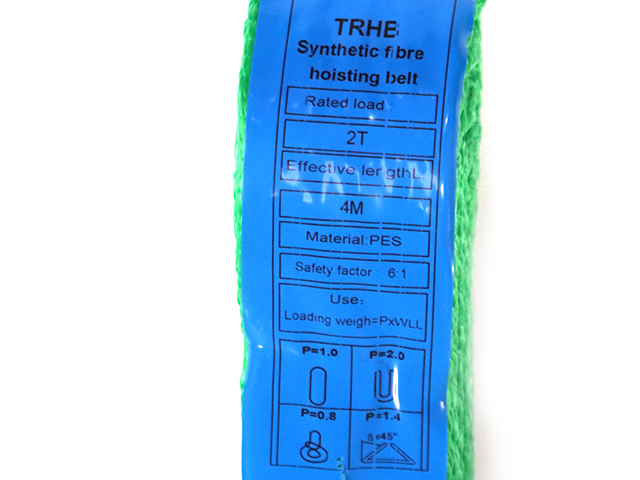 TRHB
Synthetic fibre
hoisting belt
Rated load:
2T
Effective lengthL
4M
Material:PES
Safety factor: 6:1
Use:
Loading weigh=PxWLL
P=1.0 P=2.0
P=0.8 P=1.4
β≤45°